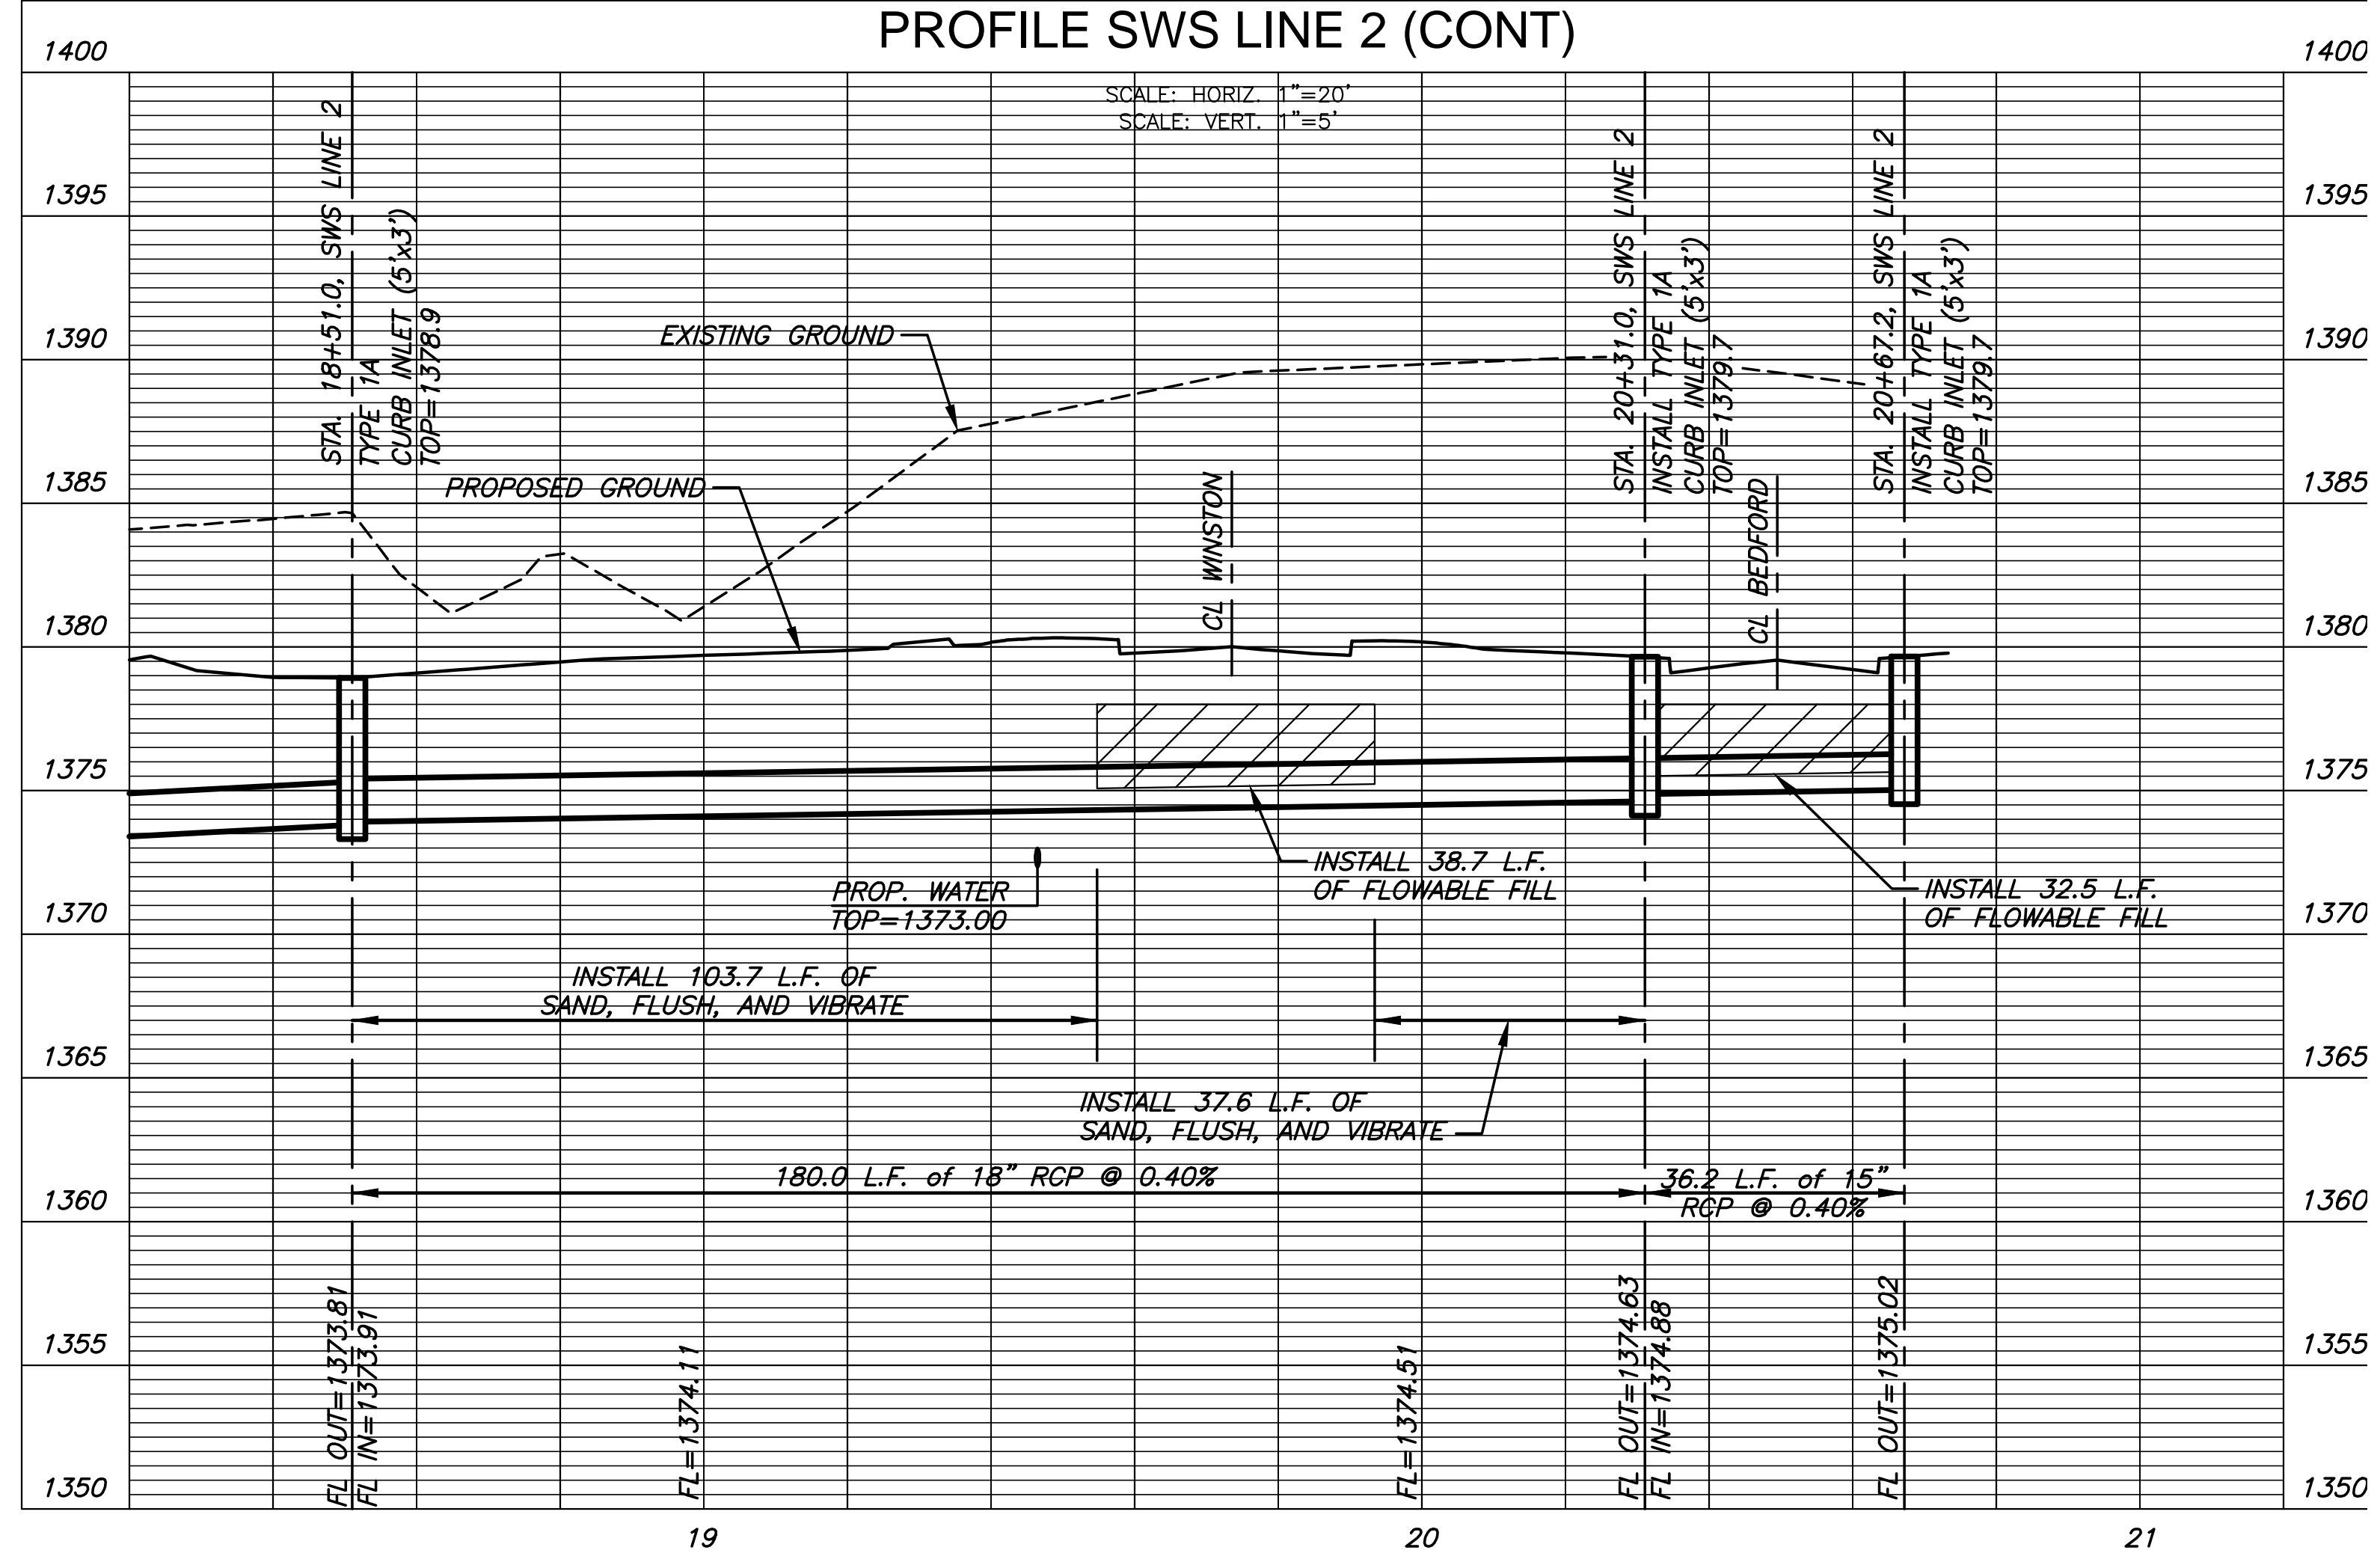 PROFILE SWS LINE 2 (CONT)
SCALE: HORIZ. 1"=20'
SCALE: VERT. 1"=5'
1400
1400
1395
1395
1390
1390
1385
1385
1380
1380
1375
1375
1370
1370
1365
1365
1360
1360
1355
1355
1350
1350
STA. 18+51.0, SWS LINE 2
TYPE 1A
CURB INLET (5'x3')
TOP=1378.9
EXISTING GROUND
PROPOSED GROUND
CL WINSTON
STA. 20+31.0, SWS LINE 2
INSTALL TYPE 1A
CURB INLET (5'x3')
TOP=1379.7
CL BEDFORD
STA. 20+67.2, SWS LINE 2
INSTALL TYPE 1A
CURB INLET (5'x3')
TOP=1379.7
PROP. WATER
TOP=1373.00
INSTALL 38.7 L.F.
OF FLOWABLE FILL
INSTALL 32.5 L.F.
OF FLOWABLE FILL
INSTALL 103.7 L.F. OF
SAND, FLUSH, AND VIBRATE
INSTALL 37.6 L.F. OF
SAND, FLUSH, AND VIBRATE
180.0 L.F. of 18" RCP @ 0.40%
36.2 L.F. of 15"
RCP @ 0.40%
FL OUT=1373.81
FL IN=1373.91
FL=1374.11
FL=1374.51
FL OUT=1374.63
FL IN=1374.88
FL OUT=1375.02
19
20
21